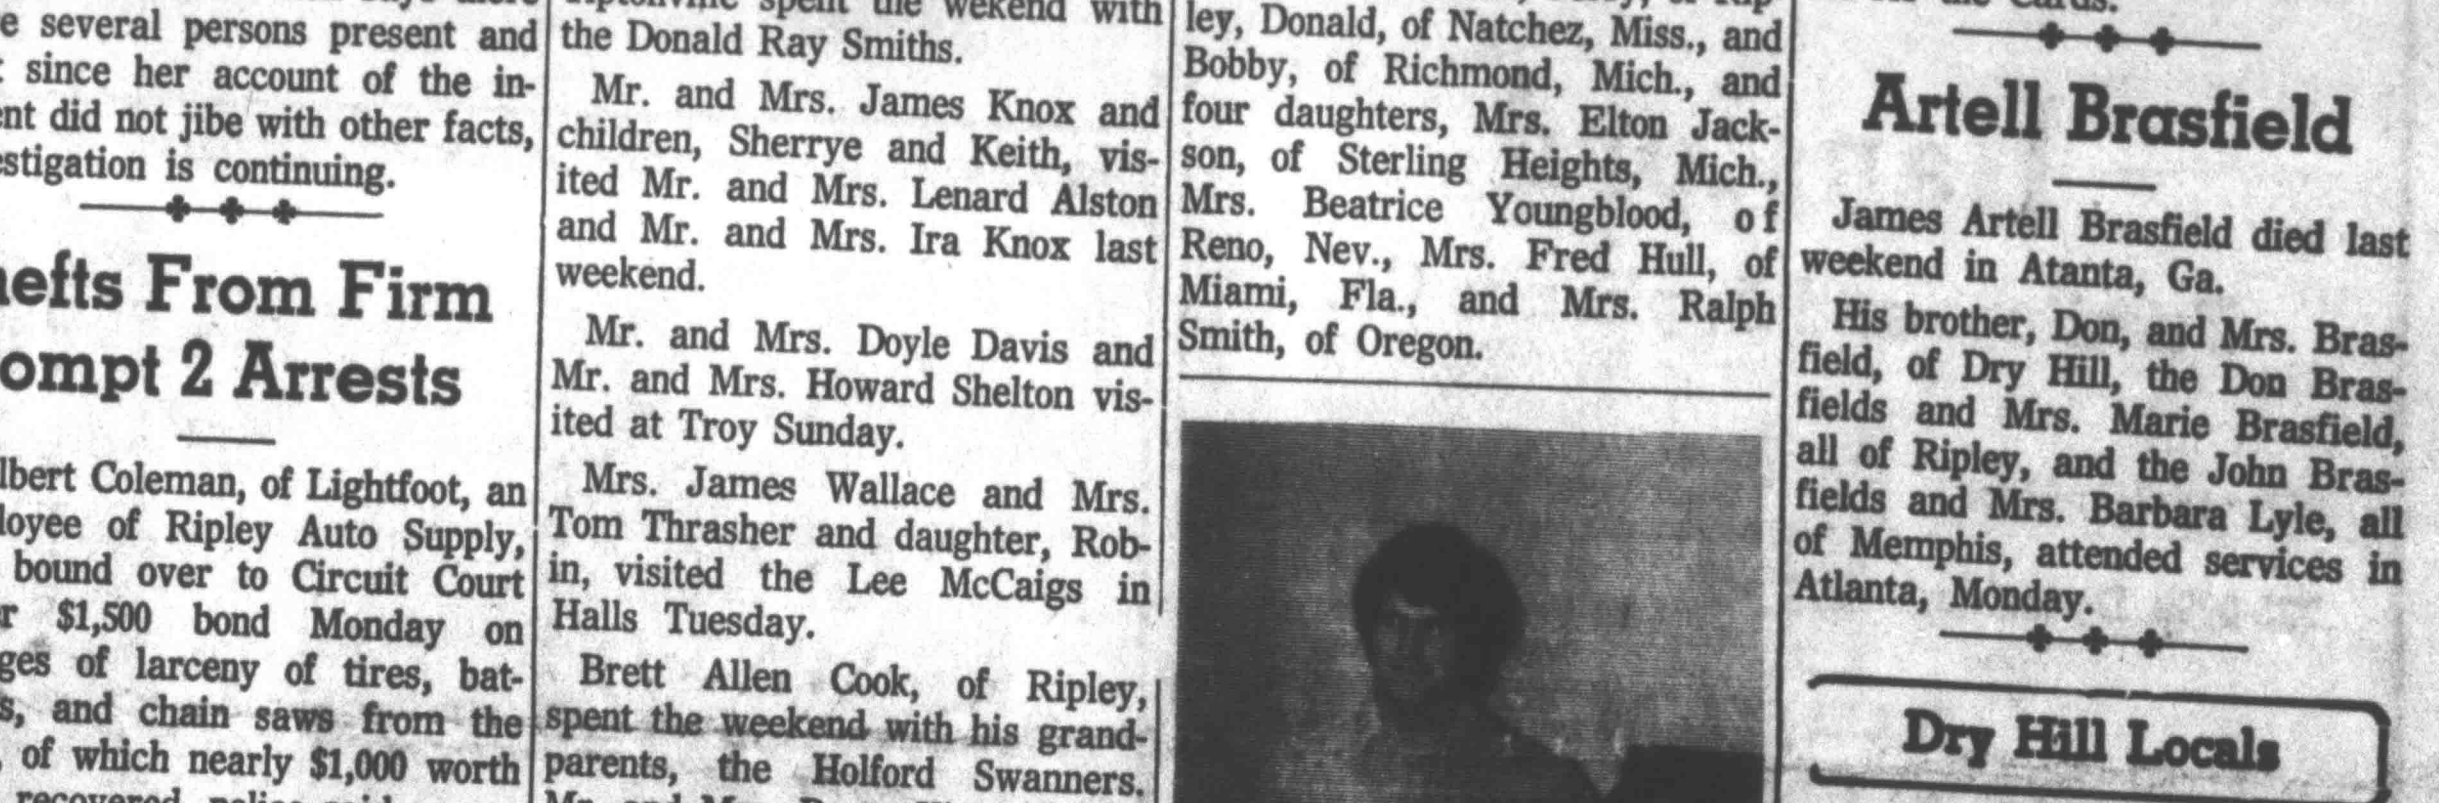 e several persons present and
since her account of the in-
ent did not jibe with other facts,
estigation is continuing.
hefts From Firm
ompt 2 Arrests
lbert Coleman, of Lightfoot, an
loyee of Ripley Auto Supply,
bound over to Circuit Court
r $1,500 bond Monday on
ges of larceny of tires, bat-
s, and chain saws from the
of which nearly $1,000 worth
spent the wekend with
the Donald Ray Smiths.
Mr. and Mrs. James Knox and
children, Sherrye and Keith, vis-
ited Mr. and Mrs. Lenard Alston
and Mr. and Mrs. Ira Knox last
weekend.
Mr. and Mrs. Doyle Davis and
Mr. and Mrs. Howard Shelton vis-
ited at Troy Sunday.
Mrs. James Wallace and Mrs.
Tom Thrasher and daughter, Rob-
in, visited the Lee McCaigs in
Halls Tuesday.
Brett Allen Cook, of Ripley,
spent the weekend with his grand-
parents, the Holford Swanners.
ley, Donald, of Natchez, Miss., and
Bobby, of Richmond, Mich., and
four daughters, Mrs. Elton Jack-
son, of Sterling Heights, Mich.,
Mrs. Beatrice Youngblood, of
Reno, Nev., Mrs. Fred Hull, of
Miami, Fla., and Mrs. Ralph
Smith, of Oregon.
Artell Brasfield
James Artell Brasfield died last
weekend in Atanta, Ga.
His brother, Don, and Mrs. Bras-
field, of Dry Hill, the Don Bras-
fields and Mrs. Marie Brasfield,
all of Ripley, and the John Bras-
fields and Mrs. Barbara Lyle, all
of Memphis, attended services in
Atlanta, Monday.
Dry Hill Locals